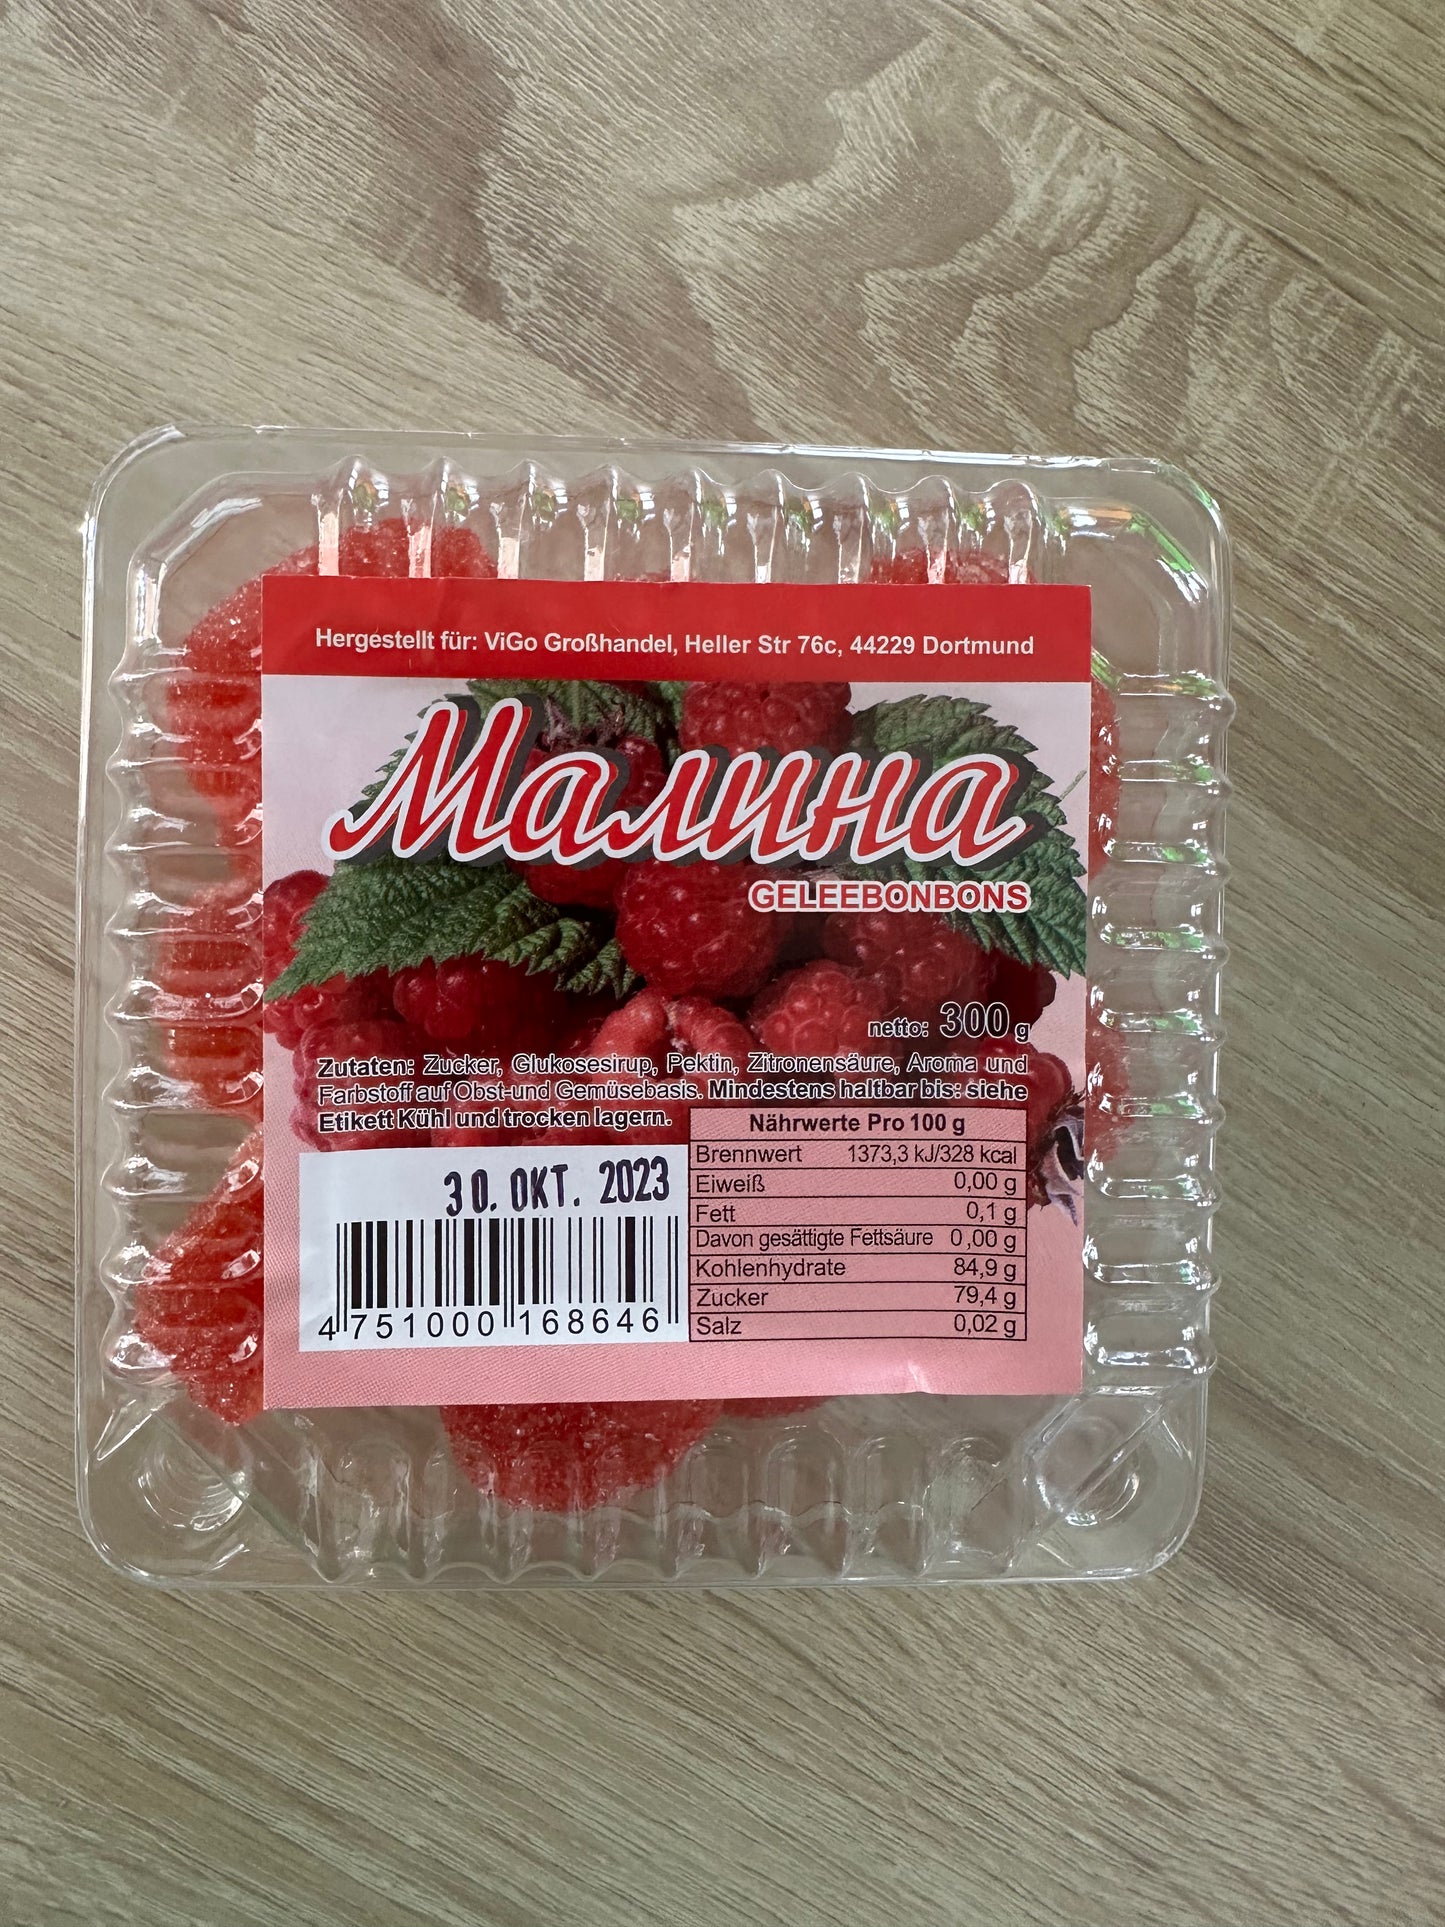 Hergestellt für: ViGo Großhandel, Heller Str 76c, 44229 Dortmund
Малина
GELEEBONBONS
netto: 300 g
Zutaten: Zucker, Glukosesirup, Pektin, Zitronensäure, Aroma und
Farbstoff auf Obst-und Gemüsebasis. Mindestens haltbar bis: siehe
Etikett Kühl und trocken lagern.
30. OKT. 2023
4 751000 168646
Nährwerte Pro 100 g
Brennwert 1373,3 kJ/328 kcal
Eiweiß 0,00 g
Fett 0,1 g
Davon gesättigte Fettsäure 0,00 g
Kohlenhydrate 84,9 g
Zucker 79,4 g
Salz 0,02 g